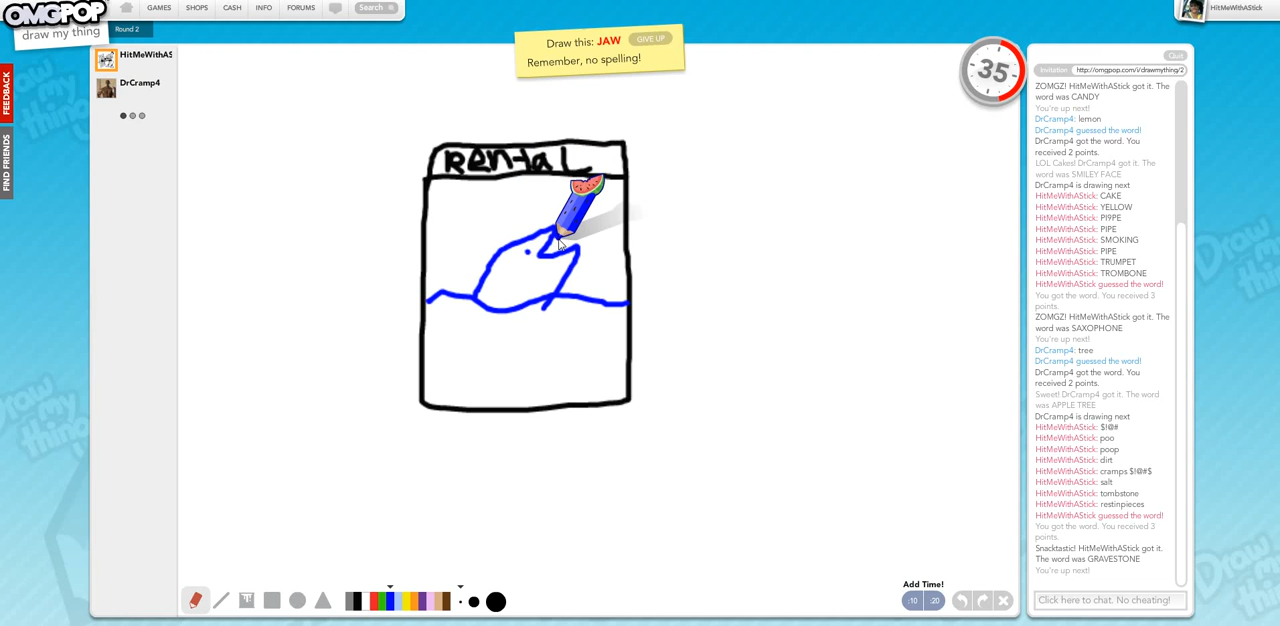 OMGPOP
draw my thing
GAMES
SHOPS
CASH
INFO
FORUMS
Search
HitMeWithAStick
Round 2
FEEDBACK
FIND FRIENDS
HitMeWithAS
DrCramp4
Draw this: JAW
GIVE UP
Remember, no spelling!
35
RentaL
Quit
Invitation
http://omgpop.com/i/drawmything/2
ZOMGZ! HitMeWithAStick got it. The
word was CANDY
You're up next!
DrCramp4: lemon
DrCramp4 guessed the word!
DrCramp4 got the word. You
received 2 points.
LOL Cakes! DrCramp4 got it. The
word was SMILEY FACE
DrCramp4 is drawing next
HitMeWithAStick: CAKE
HitMeWithAStick: YELLOW
HitMeWithAStick: PI9PE
HitMeWithAStick: PIPE
HitMeWithAStick: SMOKING
HitMeWithAStick: PIPE
HitMeWithAStick: TRUMPET
HitMeWithAStick: TROMBONE
HitMeWithAStick guessed the word!
You got the word. You received 3
points.
ZOMGZ! HitMeWithAStick got it. The
word was SAXOPHONE
You're up next!
DrCramp4: tree
DrCramp4 guessed the word!
DrCramp4 got the word. You
received 2 points.
Sweet! DrCramp4 got it. The word
was APPLE TREE
DrCramp4 is drawing next
HitMeWithAStick: $!@#
HitMeWithAStick: poo
HitMeWithAStick: poop
HitMeWithAStick: dirt
HitMeWithAStick: cramps $!@#$
HitMeWithAStick: salt
HitMeWithAStick: tombstone
HitMeWithAStick: restinpieces
HitMeWithAStick guessed the word!
You got the word. You received 3
points.
Snacktastic! HitMeWithAStick got it.
The word was GRAVESTONE
You're up next!
Click here to chat. No cheating!
Add Time!
:10
:20
T
Draw my thing